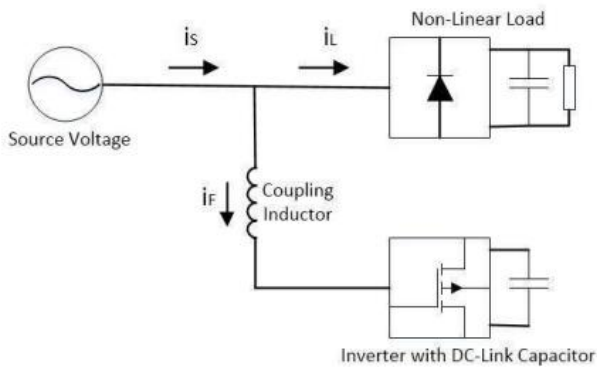 Non-Linear Load
iS
iL
Source Voltage
iF
Coupling
Inductor
Inverter with DC-Link Capacitor